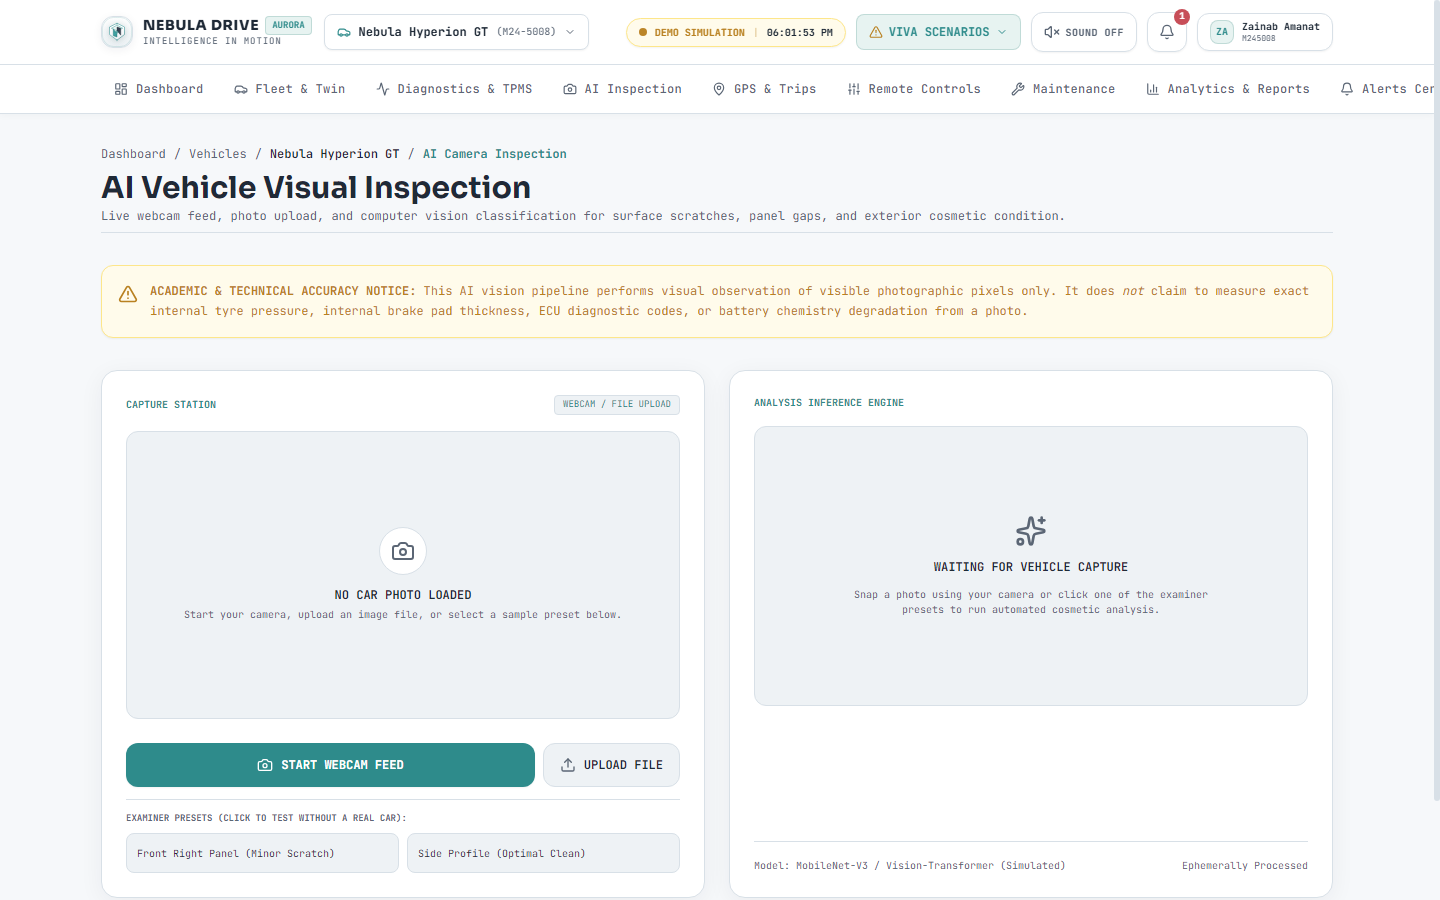 NEBULA DRIVE AURORA
INTELLIGENCE IN MOTION
Nebula Hyperion GT (M24-5008)
DEMO SIMULATION | 06:01:53 PM
VIVA SCENARIOS
SOUND OFF
1
ZA
Zainab Amanat
M245008
Dashboard
Fleet & Twin
Diagnostics & TPMS
AI Inspection
GPS & Trips
Remote Controls
Maintenance
Analytics & Reports
Alerts Cen
Dashboard / Vehicles / Nebula Hyperion GT / AI Camera Inspection
AI Vehicle Visual Inspection
Live webcam feed, photo upload, and computer vision classification for surface scratches, panel gaps, and exterior cosmetic condition.
ACADEMIC & TECHNICAL ACCURACY NOTICE: This AI vision pipeline performs visual observation of visible photographic pixels only. It does not claim to measure exact
internal tyre pressure, internal brake pad thickness, ECU diagnostic codes, or battery chemistry degradation from a photo.
CAPTURE STATION
WEBCAM / FILE UPLOAD
NO CAR PHOTO LOADED
Start your camera, upload an image file, or select a sample preset below.
START WEBCAM FEED
UPLOAD FILE
EXAMINER PRESETS (CLICK TO TEST WITHOUT A REAL CAR):
Front Right Panel (Minor Scratch)
Side Profile (Optimal Clean)
ANALYSIS INFERENCE ENGINE
WAITING FOR VEHICLE CAPTURE
Snap a photo using your camera or click one of the examiner
presets to run automated cosmetic analysis.
Model: MobileNet-V3 / Vision-Transformer (Simulated)
Ephemerally Processed